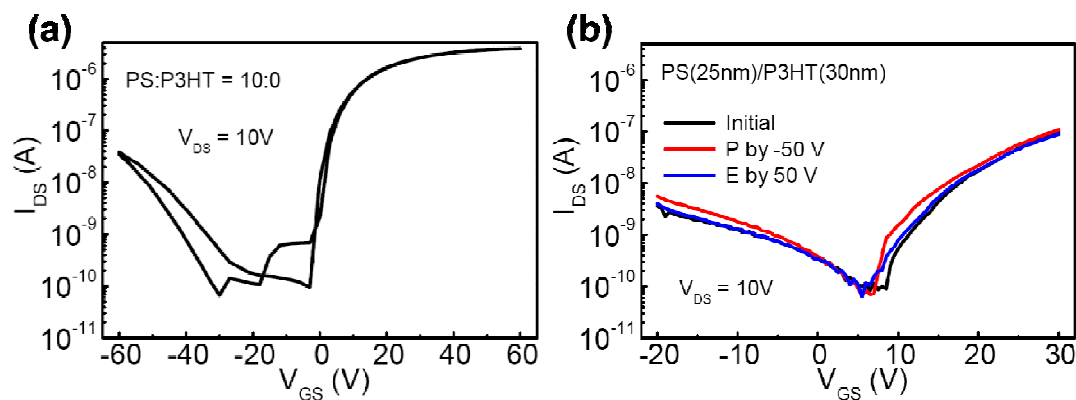 (a)
PS:P3HT = 10:0
V_DS = 10V
I_DS (A)
10^-6
10^-7
10^-8
10^-9
10^-10
10^-11
-60 -40 -20 0 20 40 60
V_GS (V)
(b)
PS(25nm)/P3HT(30nm)
Initial
P by -50 V
E by 50 V
V_DS = 10V
I_DS (A)
10^-6
10^-7
10^-8
10^-9
10^-10
10^-11
-20 -10 0 10 20 30
V_GS (V)